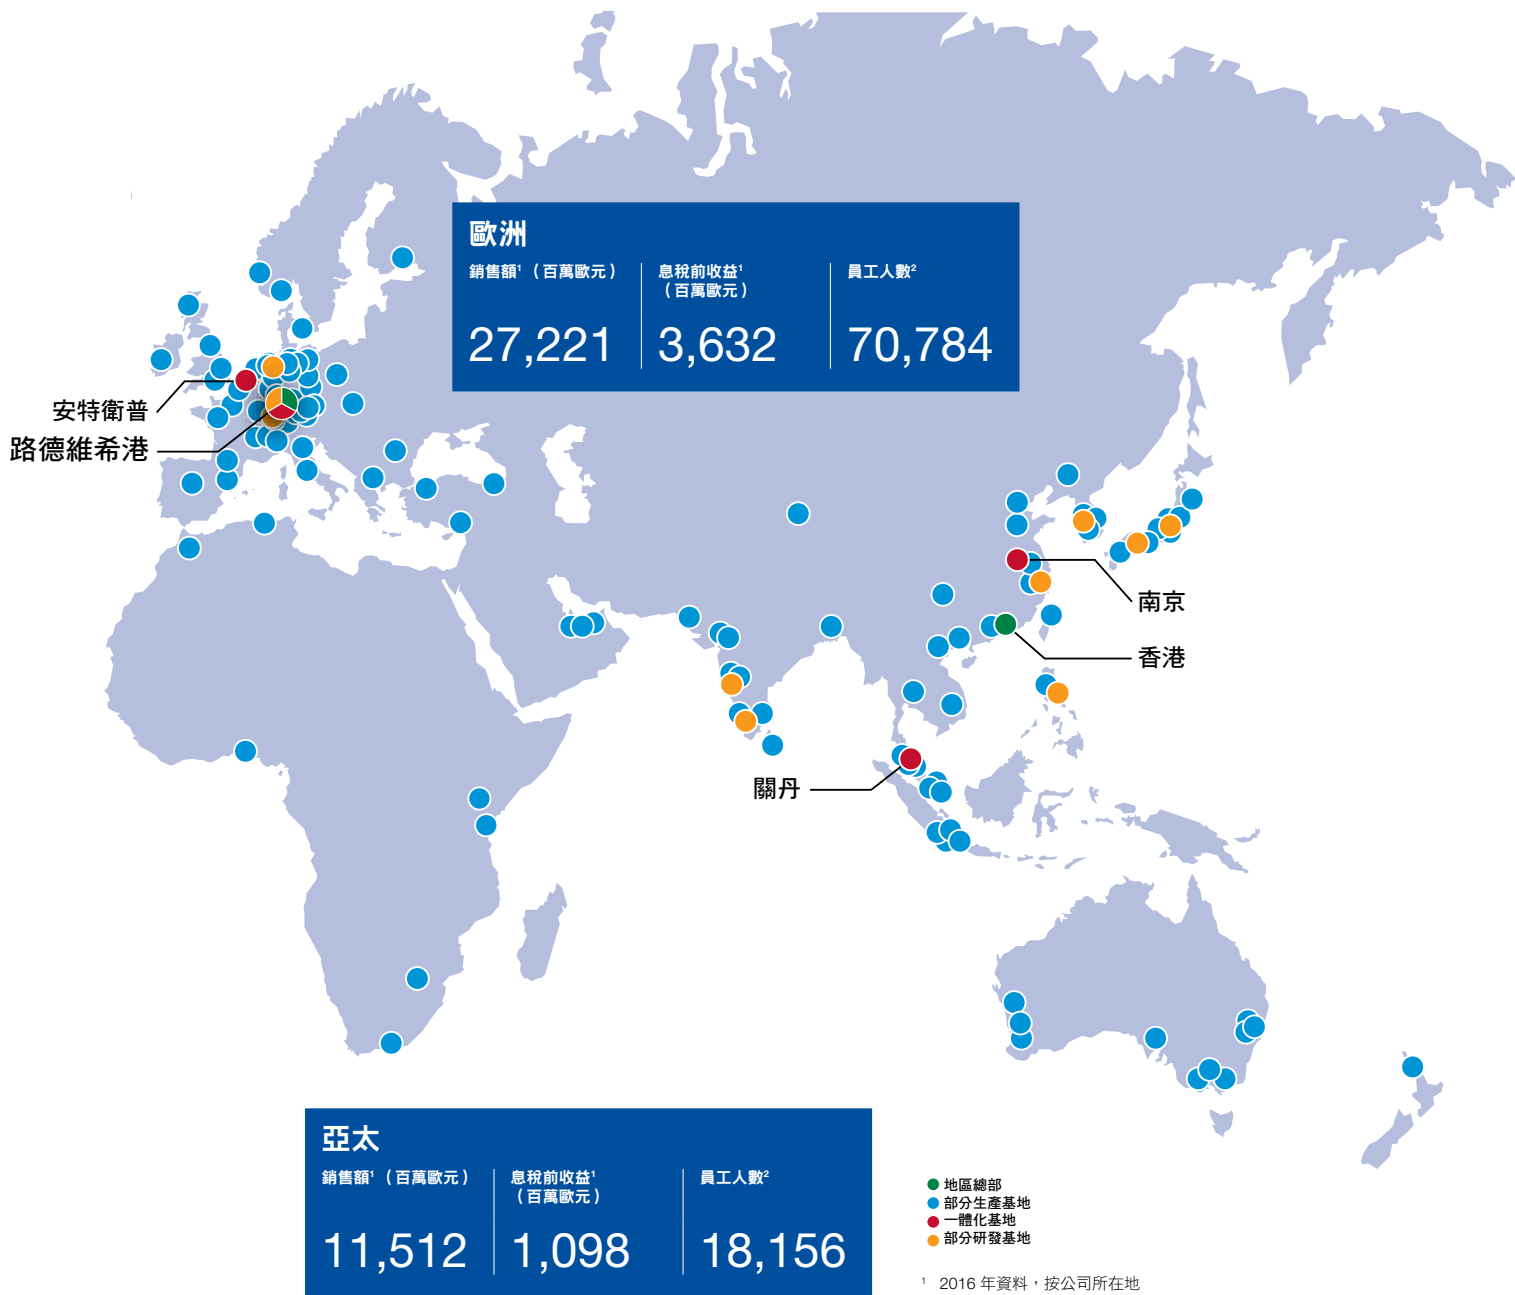 歐洲
銷售額¹（百萬歐元）
息稅前收益¹
（百萬歐元）
員工人數²
27,221
3,632
70,784
安特衛普
路德維希港
南京
香港
關丹
亞太
銷售額¹（百萬歐元）
息稅前收益¹
（百萬歐元）
員工人數²
11,512
1,098
18,156
地區總部
部分生產基地
一體化基地
部分研發基地
¹ 2016 年資料，按公司所在地